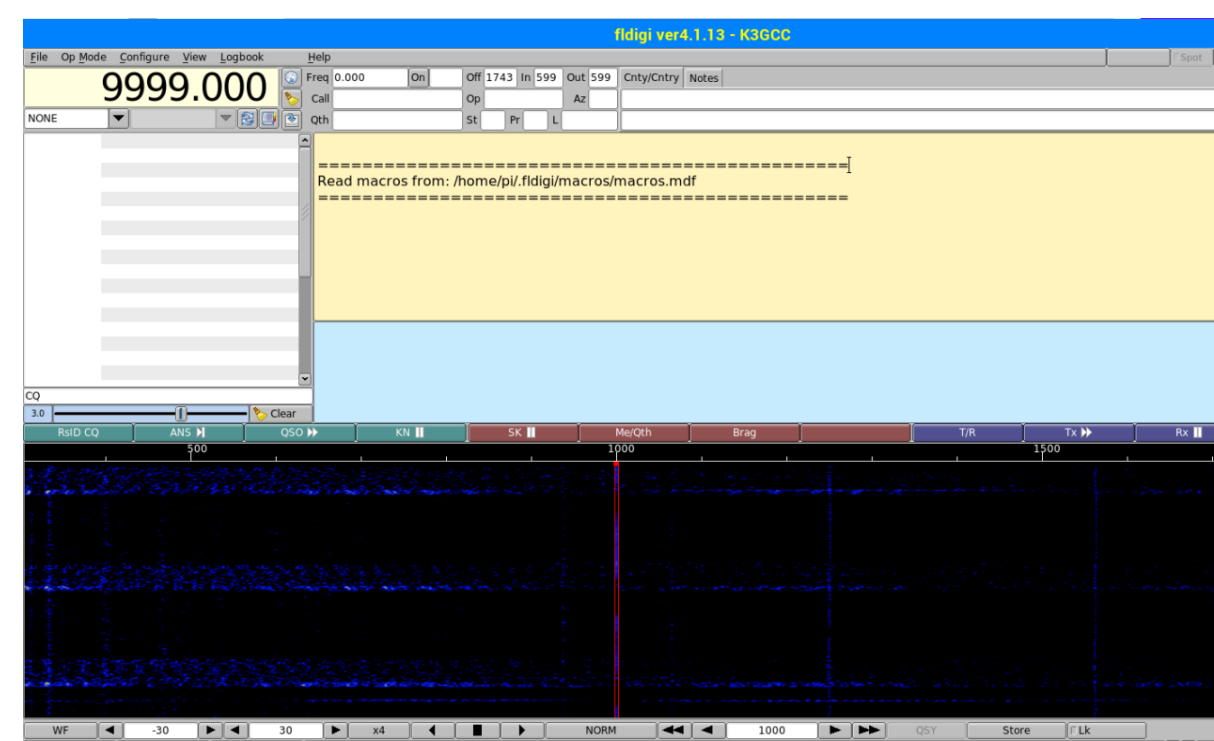 fldigi ver4.1.13 - K3GCC
File Op Mode Configure View Logbook Help Spot
9999.000 Freq 0.000 On Off 1743 In 599 Out 599 Cnty/Cntry Notes
Call Op Az
NONE Qth St Pr L
=================================================
Read macros from: /home/pi/.fldigi/macros/macros.mdf
=================================================
CQ
3.0 Clear
RsID CQ ANS QSO KN SK Me/Qth Brag T/R Tx Rx
500 1000 1500
WF -30 30 x4 NORM 1000 QSY Store Lk